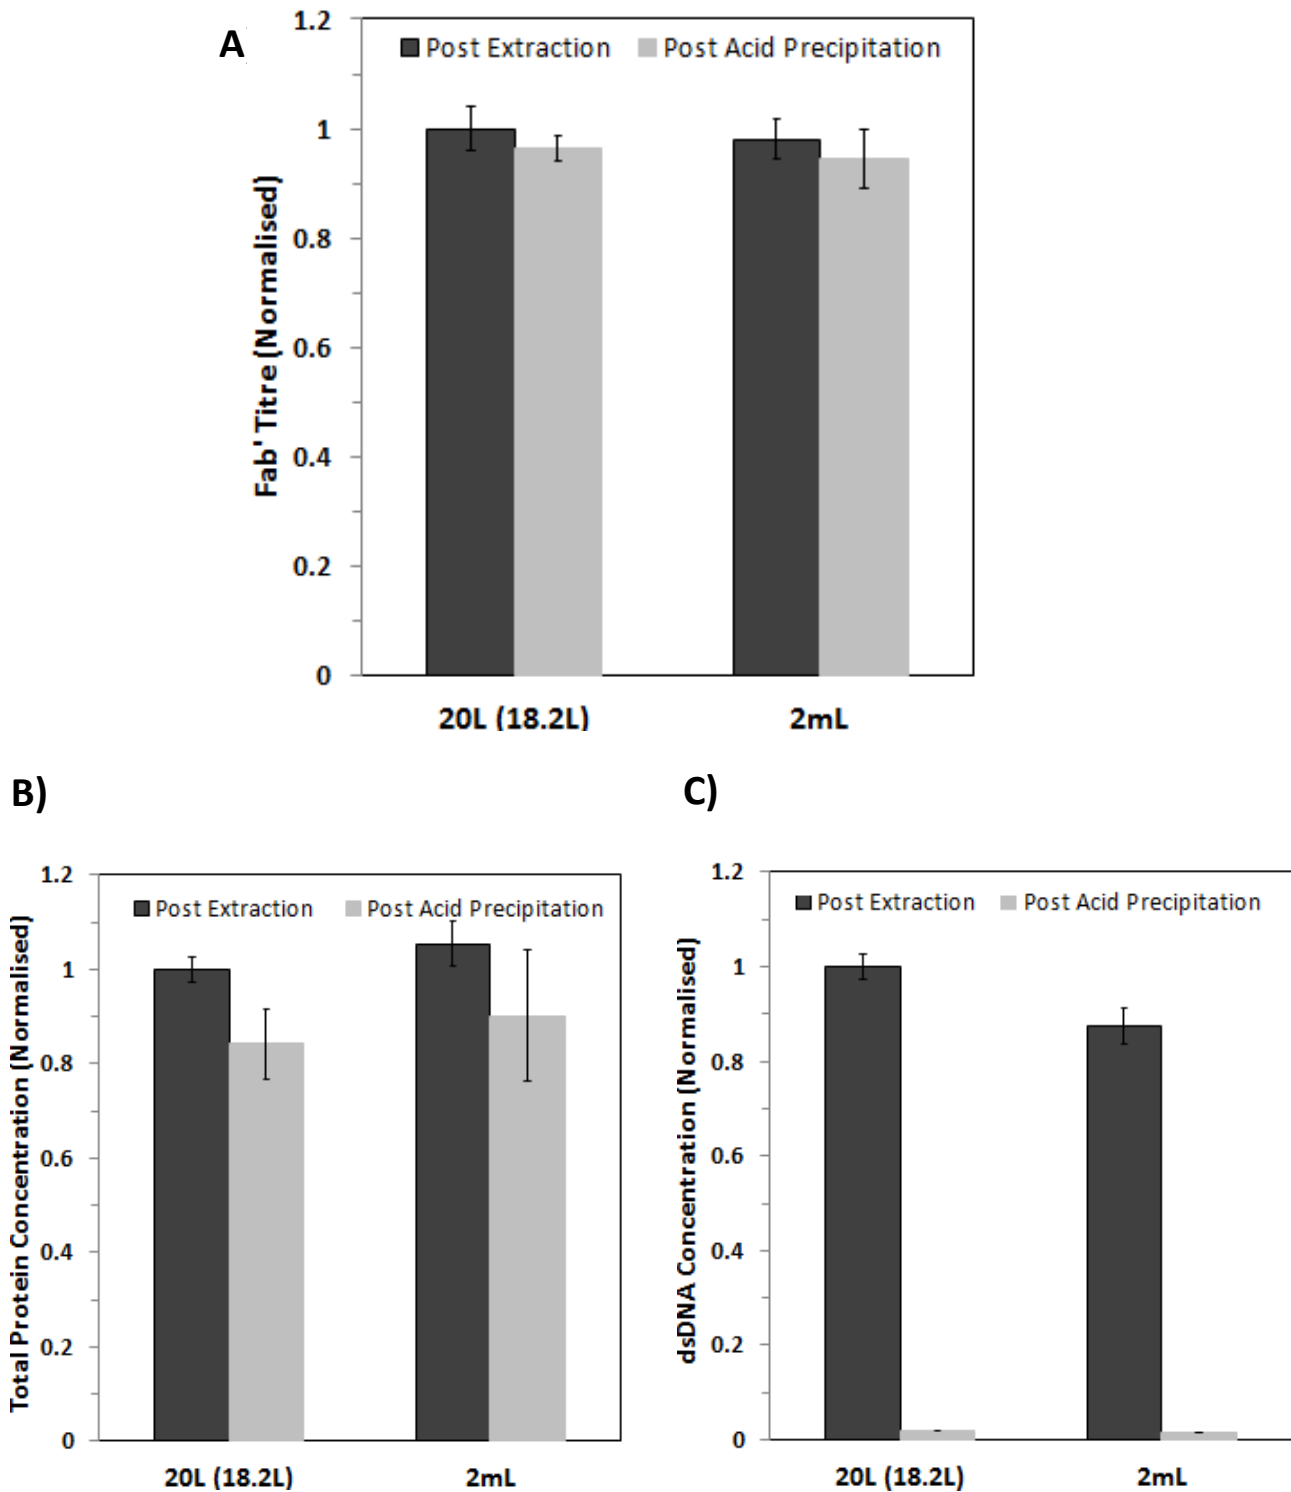 A
Post Extraction Post Acid Precipitation
1.2
1
0.8
0.6
0.4
0.2
0
Fab' Titre (Normalised)
20L (18.2L) 2mL
B)
Post Extraction Post Acid Precipitation
1.2
1
0.8
0.6
0.4
0.2
0
Total Protein Concentration (Normalised)
20L (18.2L) 2mL
C)
Post Extraction Post Acid Precipitation
1.2
1
0.8
0.6
0.4
0.2
0
dsDNA Concentration (Normalised)
20L (18.2L) 2mL